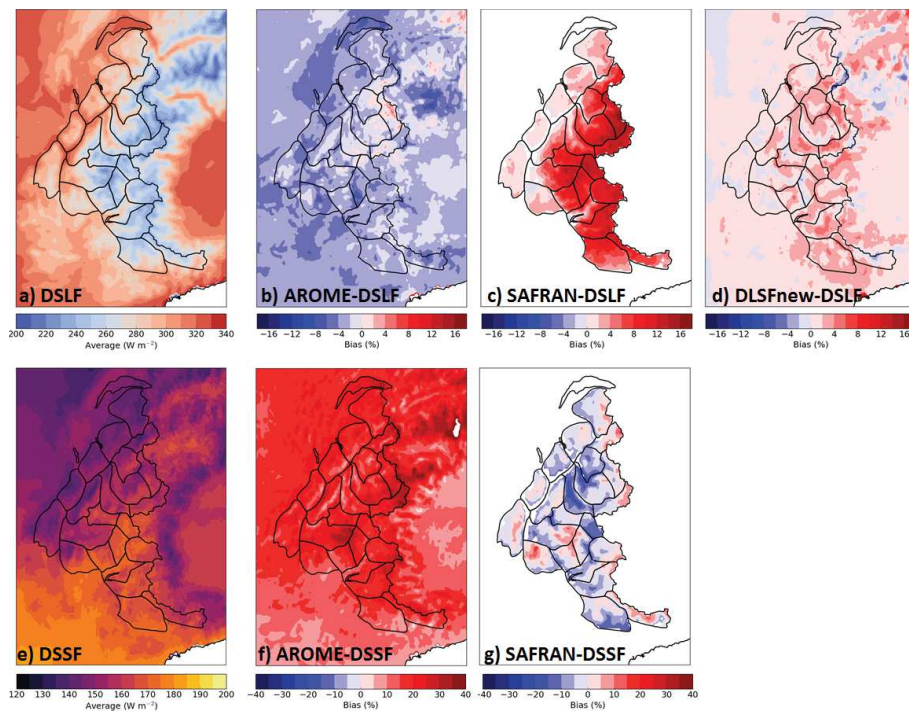 a) DSLF
b) AROME-DSLF
c) SAFRAN-DSLF
d) DLSFnew-DSLF
200 220 240 260 280 300 320 340
Average (W m⁻²)
−16 −12 −8 −4 0 4 8 12 16
Bias (%)
−16 −12 −8 −4 0 4 8 12 16
Bias (%)
−16 −12 −8 −4 0 4 8 12 16
Bias (%)
e) DSSF
f) AROME-DSSF
g) SAFRAN-DSSF
120 130 140 150 160 170 180 190 200
Average (W m⁻²)
−40 −30 −20 −10 0 10 20 30 40
Bias (%)
−40 −30 −20 −10 0 10 20 30 40
Bias (%)